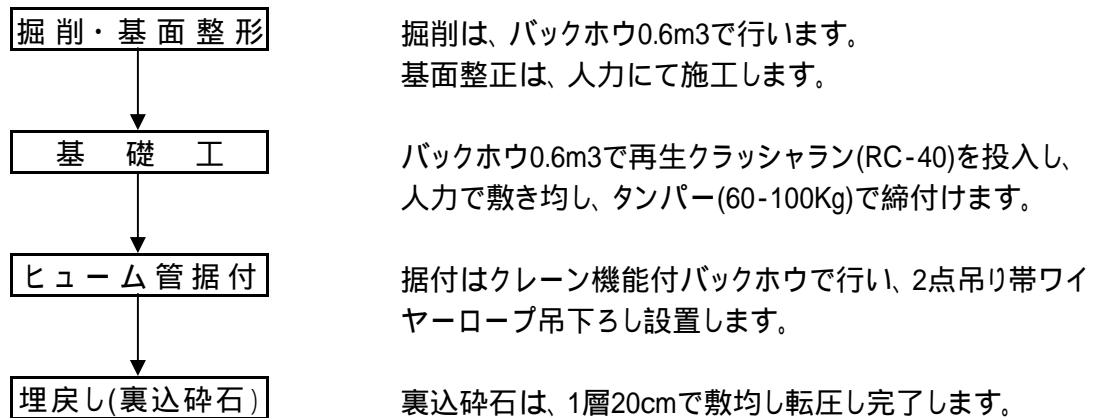 掘削・基面整形
掘削は、バックホウ0.6m3で行います。
基面整正は、人力にて施工します。
基礎工
バックホウ0.6m3で再生クラッシャラン(RC-40)を投入し、
人力で敷き均し、タンパー(60-100Kg)で締付けます。
ヒューム管据付
据付はクレーン機能付バックホウで行い、2点吊り帯ワイ
ヤーロープ吊下ろし設置します。
埋戻し(裏込砕石)
裏込砕石は、1層20cmで敷均し転圧し完了します。